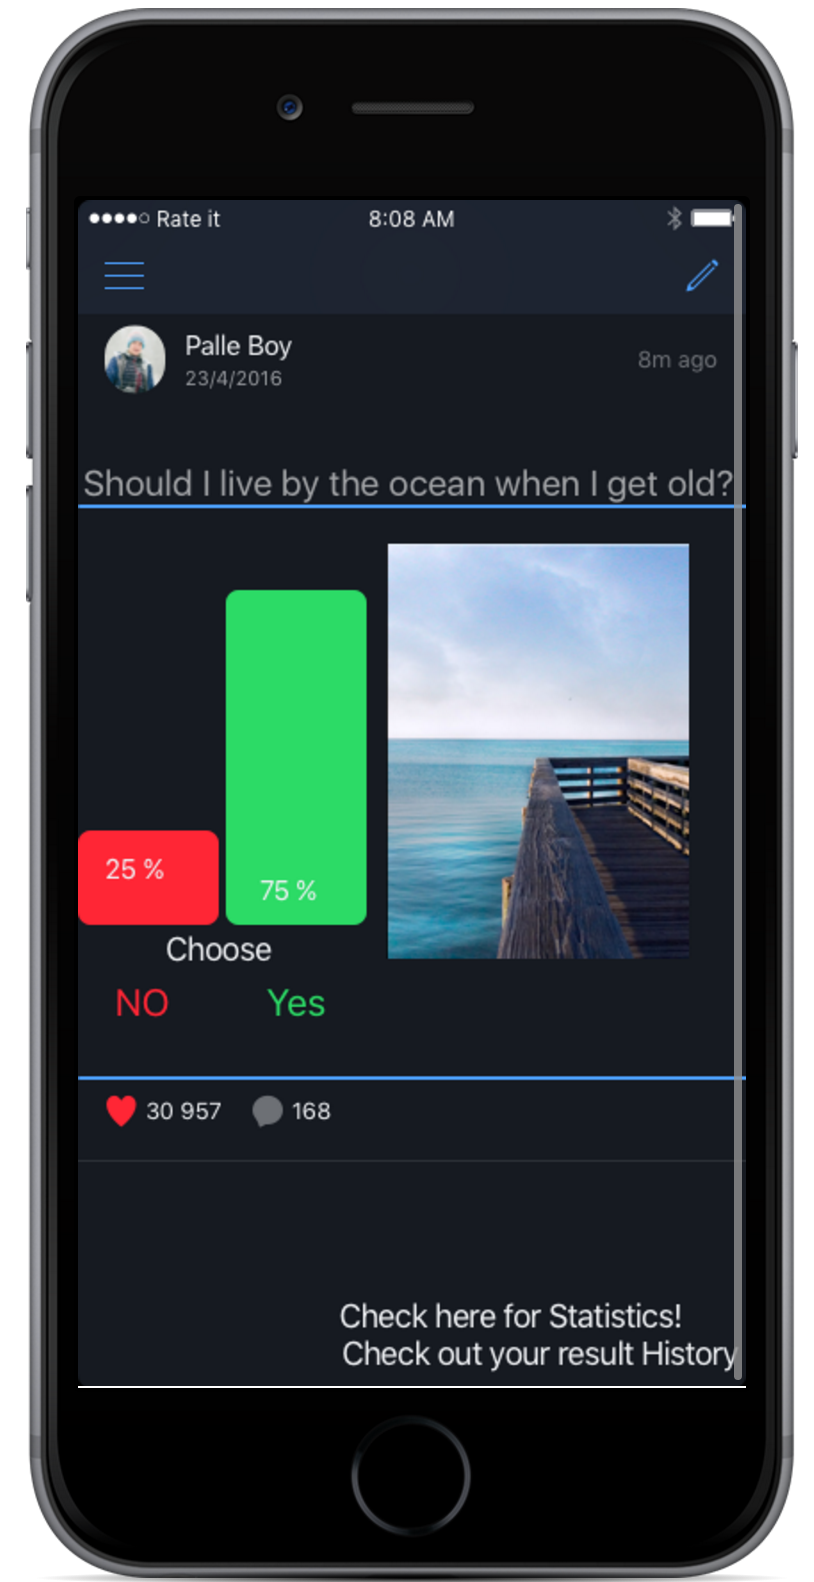 Rate it 8:08 AM
Palle Boy
23/4/2016
8m ago
Should I live by the ocean when I get old?
25 %
75 %
Choose
NO Yes
30 957 168
Check here for Statistics!
Check out your result History